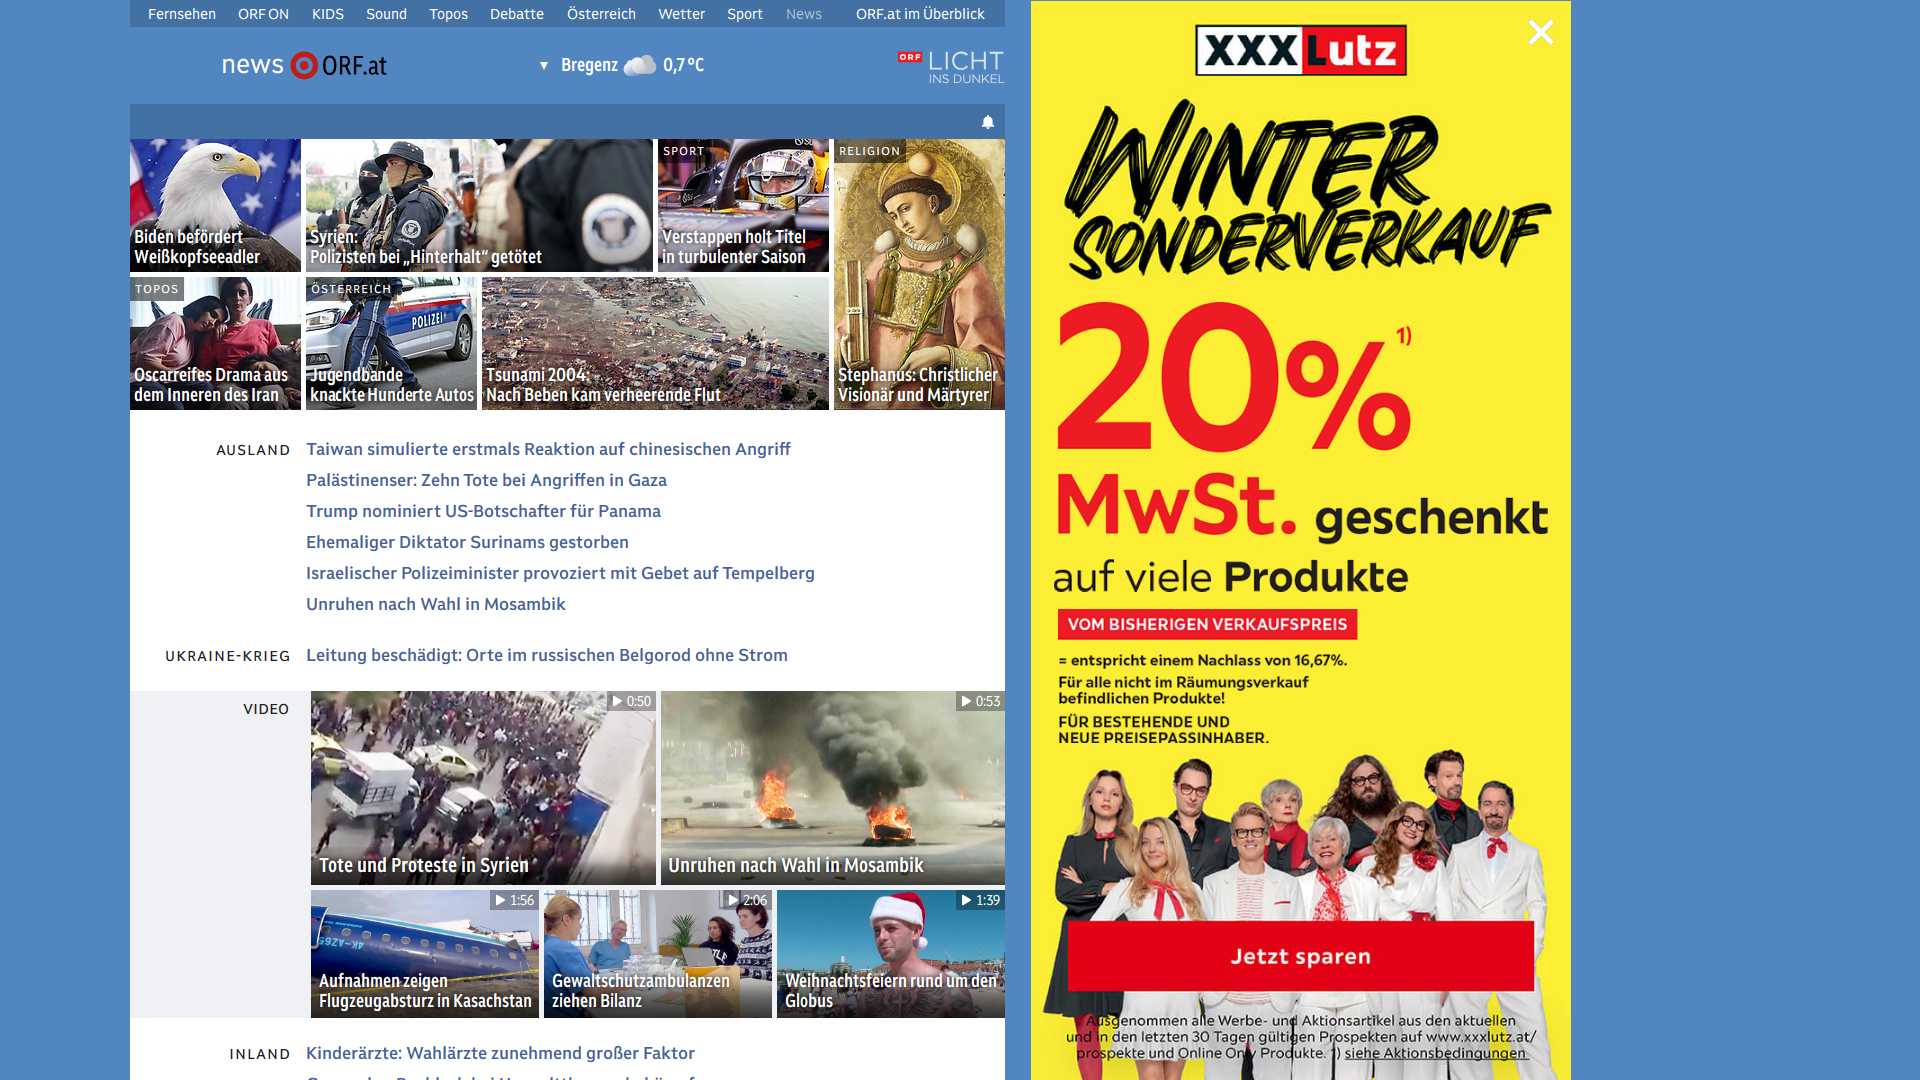 Fernsehen ORF ON KIDS Sound Topos Debatte Österreich Wetter Sport News ORF.at im Überblick
news ORF.at
▼ Bregenz 0,7 °C
ORF LICHT
INS DUNKEL
Biden befördert
Weißkopfseeadler
Syrien:
Polizisten bei „Hinterhalt“ getötet
SPORT
Verstappen holt Titel
in turbulenter Saison
RELIGION
Stephanus: Christlicher
Visionär und Märtyrer
TOPOS
Oscarreifes Drama aus
dem Inneren des Iran
ÖSTERREICH
POLIZEI
Jugendbande
knackte Hunderte Autos
Tsunami 2004:
Nach Beben kam verheerende Flut
AUSLAND
Taiwan simulierte erstmals Reaktion auf chinesischen Angriff
Palästinenser: Zehn Tote bei Angriffen in Gaza
Trump nominiert US-Botschafter für Panama
Ehemaliger Diktator Surinams gestorben
Israelischer Polizeiminister provoziert mit Gebet auf Tempelberg
Unruhen nach Wahl in Mosambik
UKRAINE-KRIEG
Leitung beschädigt: Orte im russischen Belgorod ohne Strom
VIDEO
0:50
Tote und Proteste in Syrien
0:53
Unruhen nach Wahl in Mosambik
1:56
4K-AZ65
Aufnahmen zeigen
Flugzeugabsturz in Kasachstan
2:06
Gewaltschutzambulanzen
ziehen Bilanz
1:39
Weihnachtsfeiern rund um den
Globus
INLAND
Kinderärzte: Wahlärzte zunehmend großer Faktor
XXXLutz
WINTER
SONDERVERKAUF
20% 1)
MwSt. geschenkt
auf viele Produkte
VOM BISHERIGEN VERKAUFSPREIS
= entspricht einem Nachlass von 16,67%.
Für alle nicht im Räumungsverkauf
befindlichen Produkte!
FÜR BESTEHENDE UND
NEUE PREISEPASSINHABER.
Jetzt sparen
Ausgenommen alle Werbe- und Aktionsartikel aus den aktuellen
und in den letzten 30 Tagen gültigen Prospekten auf www.xxxlutz.at/
prospekte und Online Only Produkte. 1) siehe Aktionsbedingungen